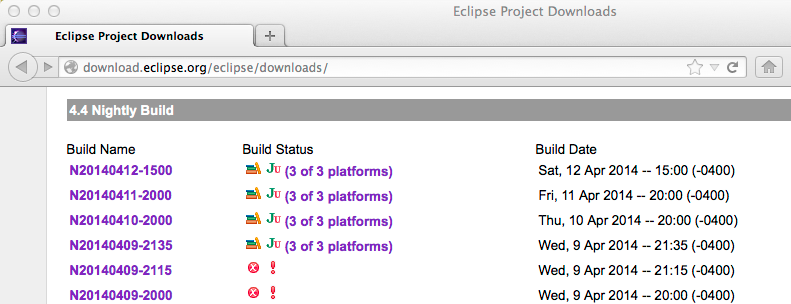 Eclipse Project Downloads
Eclipse Project Downloads
download.eclipse.org/eclipse/downloads/
4.4 Nightly Build
Build Name Build Status Build Date
N20140412-1500 JU (3 of 3 platforms) Sat, 12 Apr 2014 -- 15:00 (-0400)
N20140411-2000 JU (3 of 3 platforms) Fri, 11 Apr 2014 -- 20:00 (-0400)
N20140410-2000 JU (3 of 3 platforms) Thu, 10 Apr 2014 -- 20:00 (-0400)
N20140409-2135 JU (3 of 3 platforms) Wed, 9 Apr 2014 -- 21:35 (-0400)
N20140409-2115 Wed, 9 Apr 2014 -- 21:15 (-0400)
N20140409-2000 Wed, 9 Apr 2014 -- 20:00 (-0400)